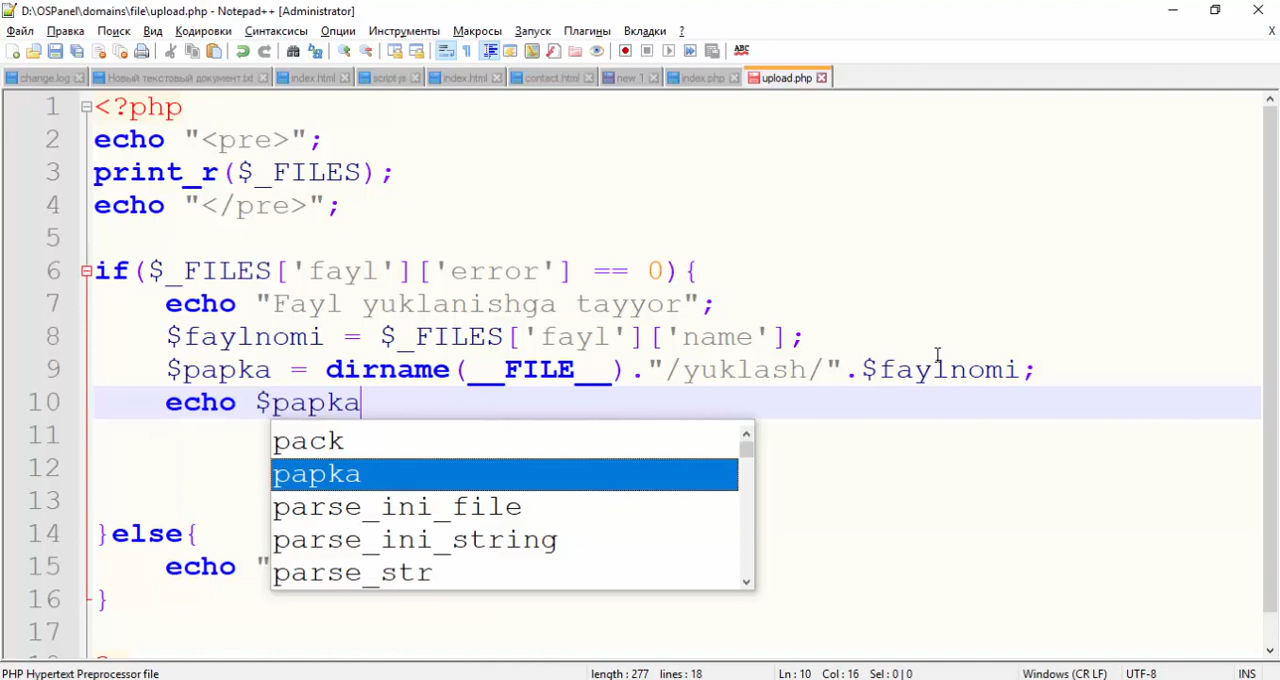 D:\OSPanel\domains\file\upload.php - Notepad++ [Administrator]
Файл Правка Поиск Вид Кодировки Синтаксисы Опции Инструменты Макросы Запуск Плагины Вкладки ? X
ABC
change.log Новый текстовый документ.txt index.html script.js index.html contact.html new 1 index.php upload.php
1 <?php
2 echo "<pre>";
3 print_r($_FILES);
4 echo "</pre>";
5
6 if($_FILES['fayl']['error'] == 0){
7 echo "Fayl yuklanishga tayyor";
8 $faylnomi = $_FILES['fayl']['name'];
9 $papka = dirname(__FILE__)."/yuklash/".$faylnomi;
10 echo $papka
11 pack
12 papka
13 parse_ini_file
14 }else{ parse_ini_string
15 echo " parse_str
16 }
17
PHP Hypertext Preprocessor file length : 277 lines : 18 Ln : 10 Col : 16 Sel : 0 | 0 Windows (CR LF) UTF-8 INS